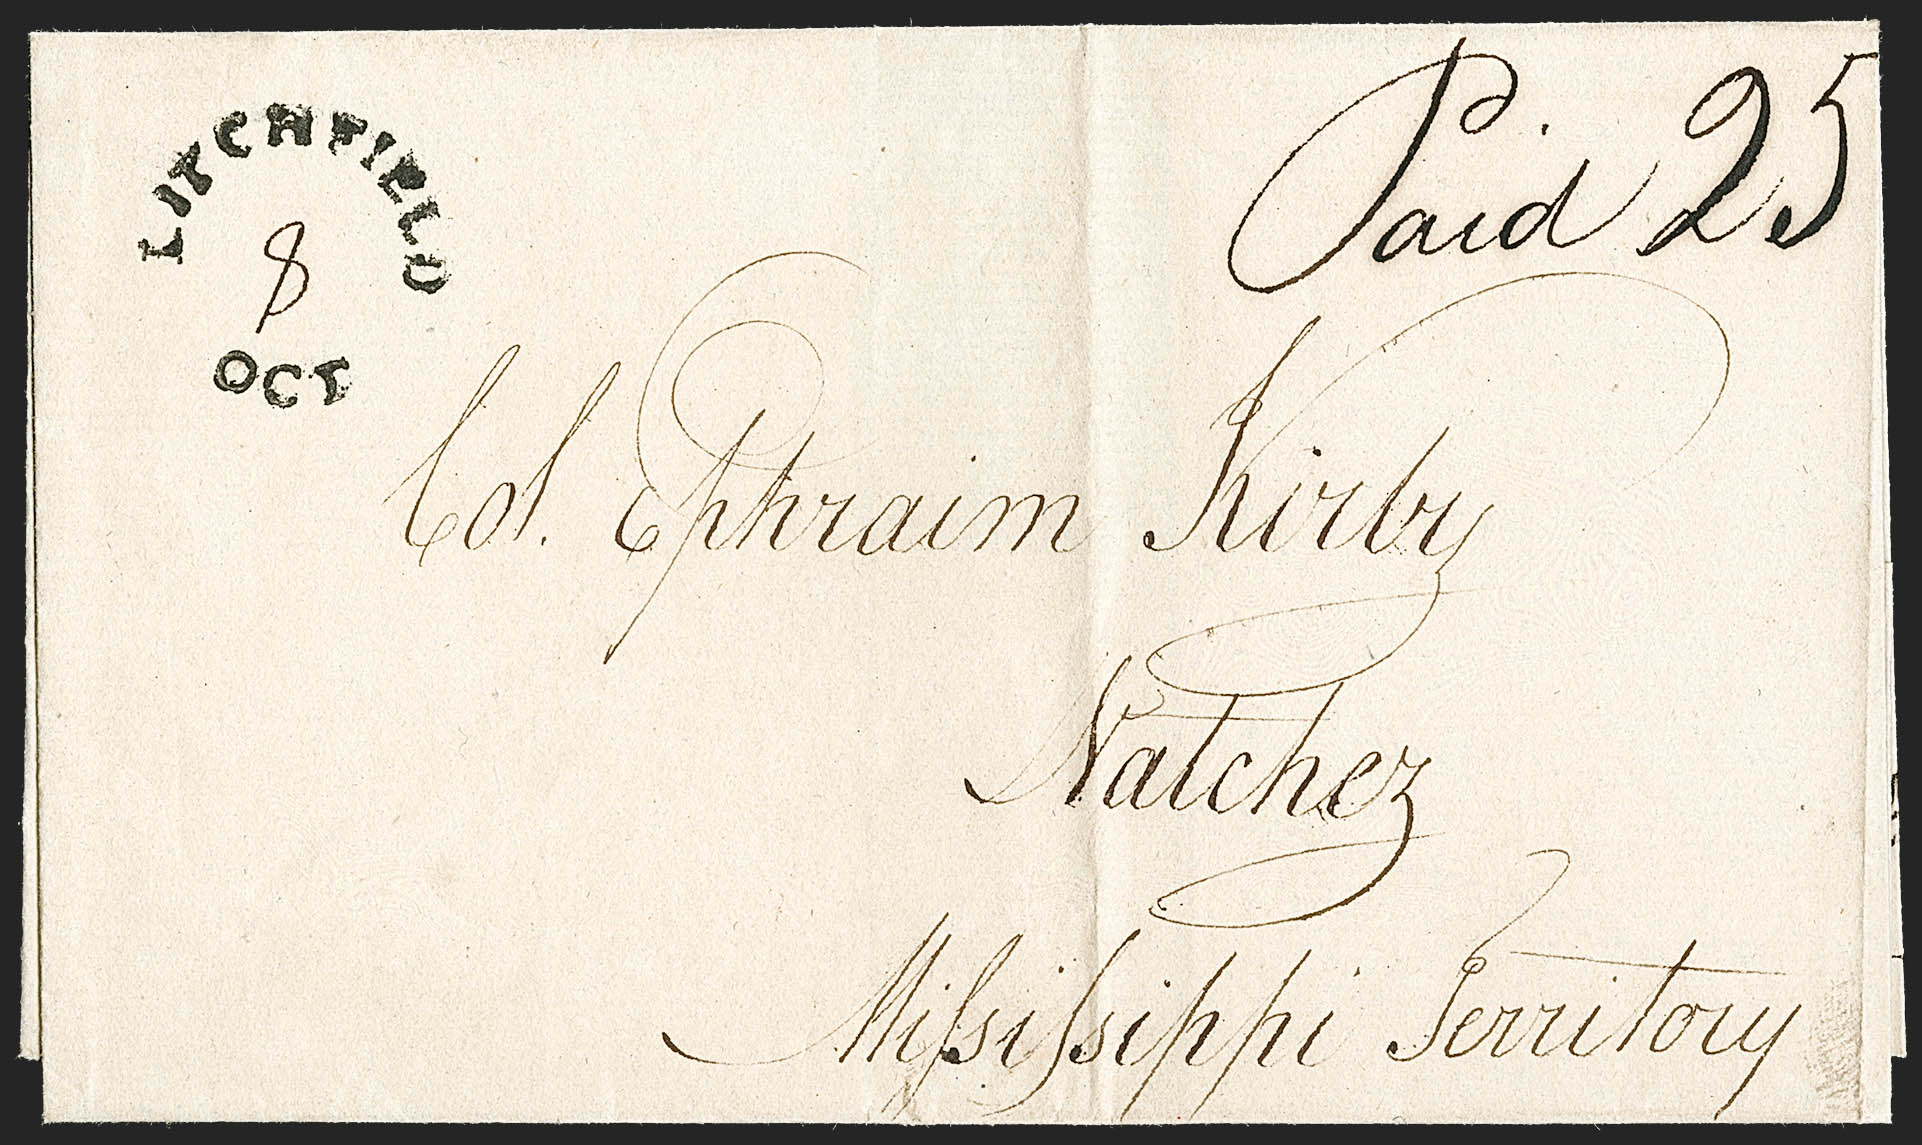 LITCHFIELD
8
OCT
Paid 25
Col. Ephraim Kirby
Natchez
Miſsiſsippi Territory